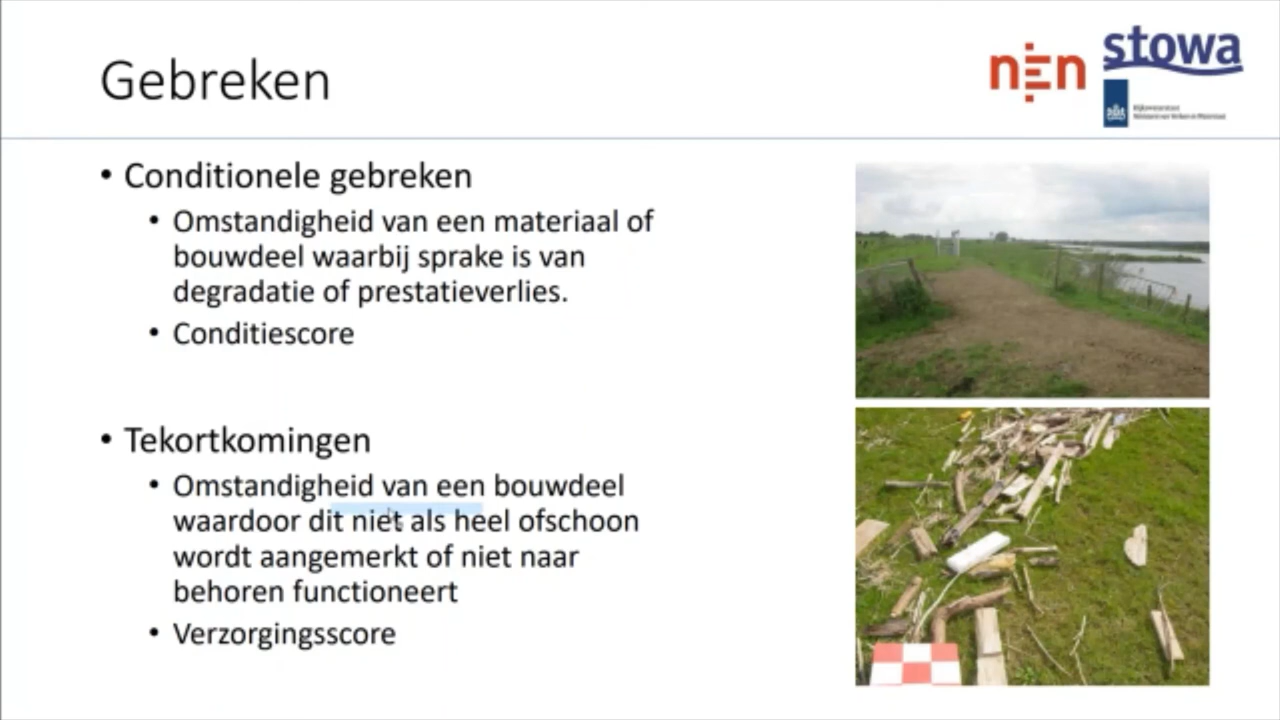 Gebreken
nen
stowa
• Conditionele gebreken
• Omstandigheid van een materiaal of
bouwdeel waarbij sprake is van
degradatie of prestatieverlies.
• Conditiescore
• Tekortkomingen
• Omstandigheid van een bouwdeel
waardoor dit niet als heel ofschoon
wordt aangemerkt of niet naar
behoren functioneert
• Verzorgingsscore